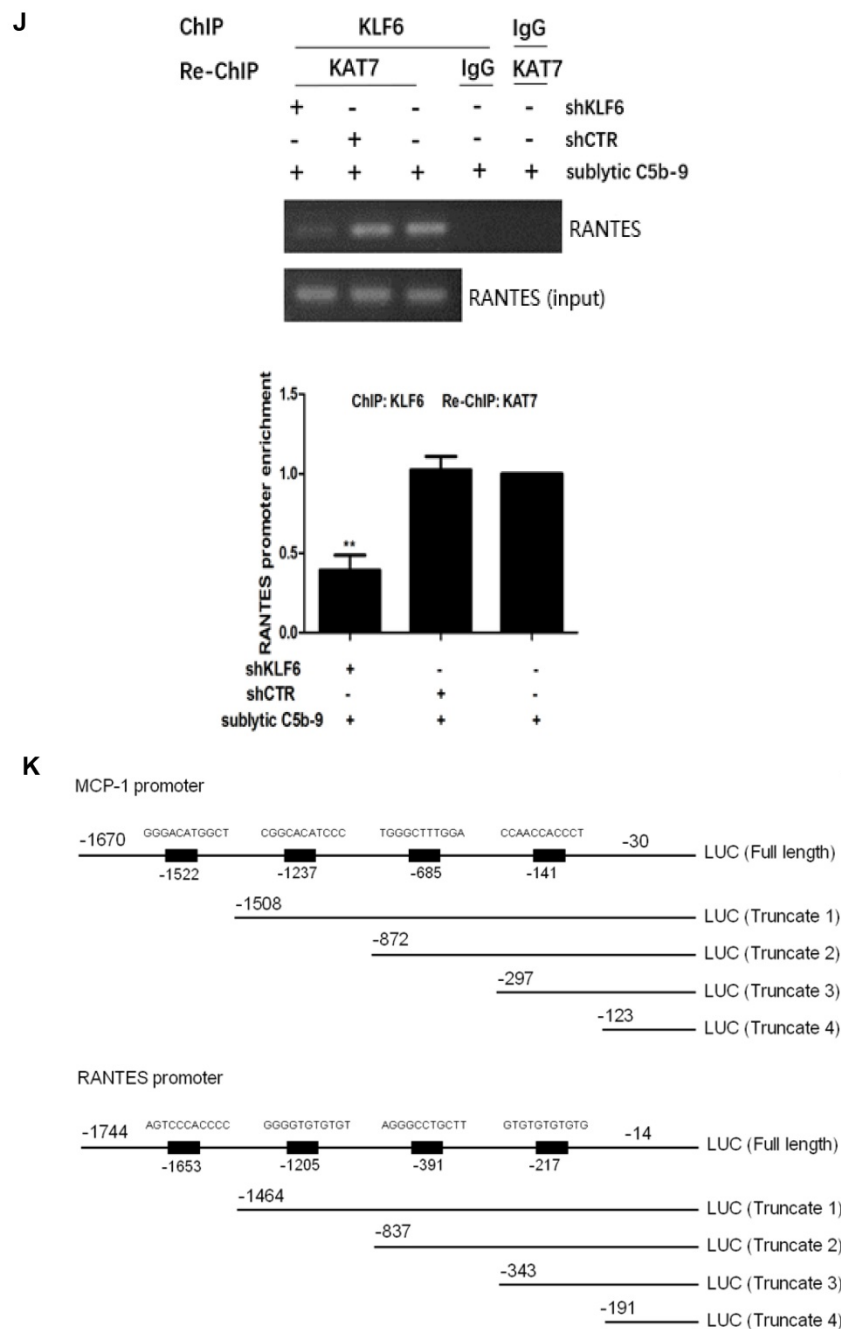 J
ChIP KLF6 IgG
Re-ChIP KAT7 IgG KAT7
+ - - - - shKLF6
- + - - - shCTR
+ + + + + sublytic C5b-9
RANTES
RANTES (input)
RANTES promoter enrichment
1.5
1.0
0.5
0.0
ChIP: KLF6 Re-ChIP: KAT7
**
shKLF6 + - -
shCTR - + -
sublytic C5b-9 + + +
K
MCP-1 promoter
GGGACATGGCT CGGCACATCCC TGGGCTTTGGA CCAACCACCCT
-1670 -30 LUC (Full length)
-1522 -1237 -685 -141
-1508 LUC (Truncate 1)
-872 LUC (Truncate 2)
-297 LUC (Truncate 3)
-123 LUC (Truncate 4)
RANTES promoter
AGTCCCACCCC GGGGTGTGTGT AGGGCCTGCTT GTGTGTGTGTG
-1744 -14 LUC (Full length)
-1653 -1205 -391 -217
-1464 LUC (Truncate 1)
-837 LUC (Truncate 2)
-343 LUC (Truncate 3)
-191 LUC (Truncate 4)